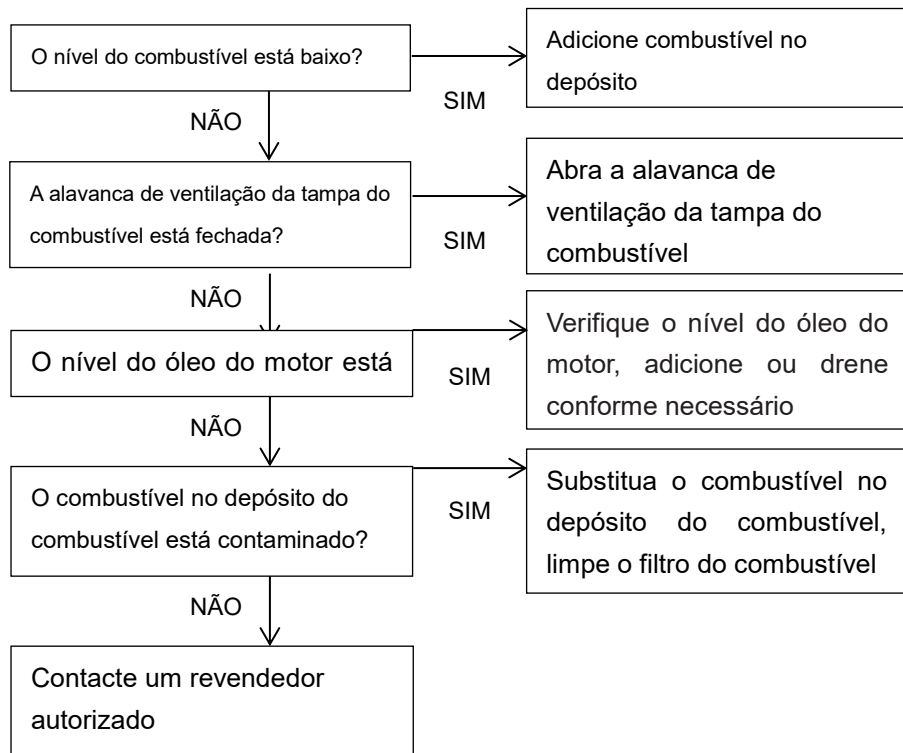 O nível do combustível está baixo?
Adicione combustível no
depósito
SIM
NÃO
A alavanca de ventilação da tampa do
combustível está fechada?
Abra a alavanca de
ventilação da tampa do
combustível
SIM
NÃO
O nível do óleo do motor está
Verifique o nível do óleo do
motor, adicione ou drene
conforme necessário
SIM
NÃO
O combustível no depósito do
combustível está contaminado?
Substitua o combustível no
depósito do combustível,
limpe o filtro do combustível
SIM
NÃO
Contacte um revendedor
autorizado